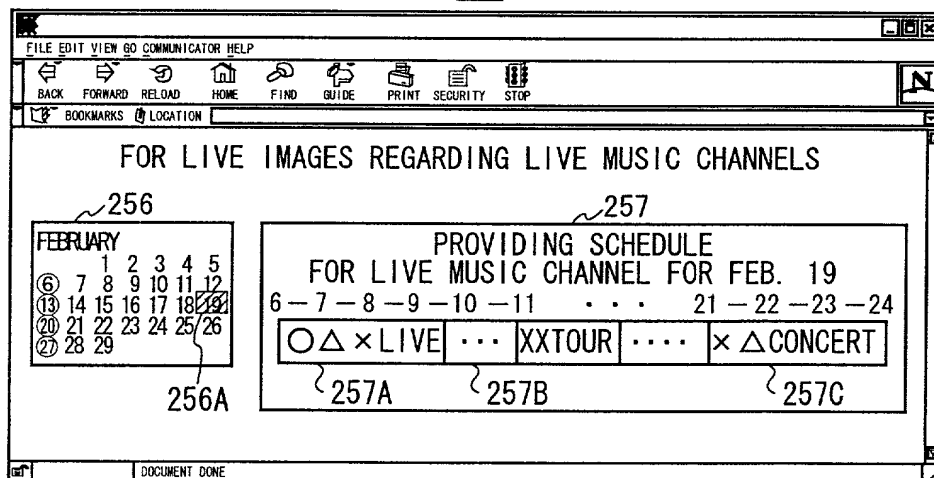 FILE EDIT VIEW GO COMMUNICATOR HELP
BACK FORWARD RELOAD HOME FIND GUIDE PRINT SECURITY STOP
N
BOOKMARKS LOCATION
FOR LIVE IMAGES REGARDING LIVE MUSIC CHANNELS
256
257
FEBRUARY
1 2 3 4 5
6 7 8 9 10 11 12
13 14 15 16 17 18 19
20 21 22 23 24 25 26
27 28 29
256A
PROVIDING SCHEDULE
FOR LIVE MUSIC CHANNEL FOR FEB. 19
6 — 7 — 8 — 9 — 10 — 11 · · · 21 — 22 — 23 — 24
○△×LIVE ··· XXTOUR ···· ×△CONCERT
257A 257B 257C
DOCUMENT DONE